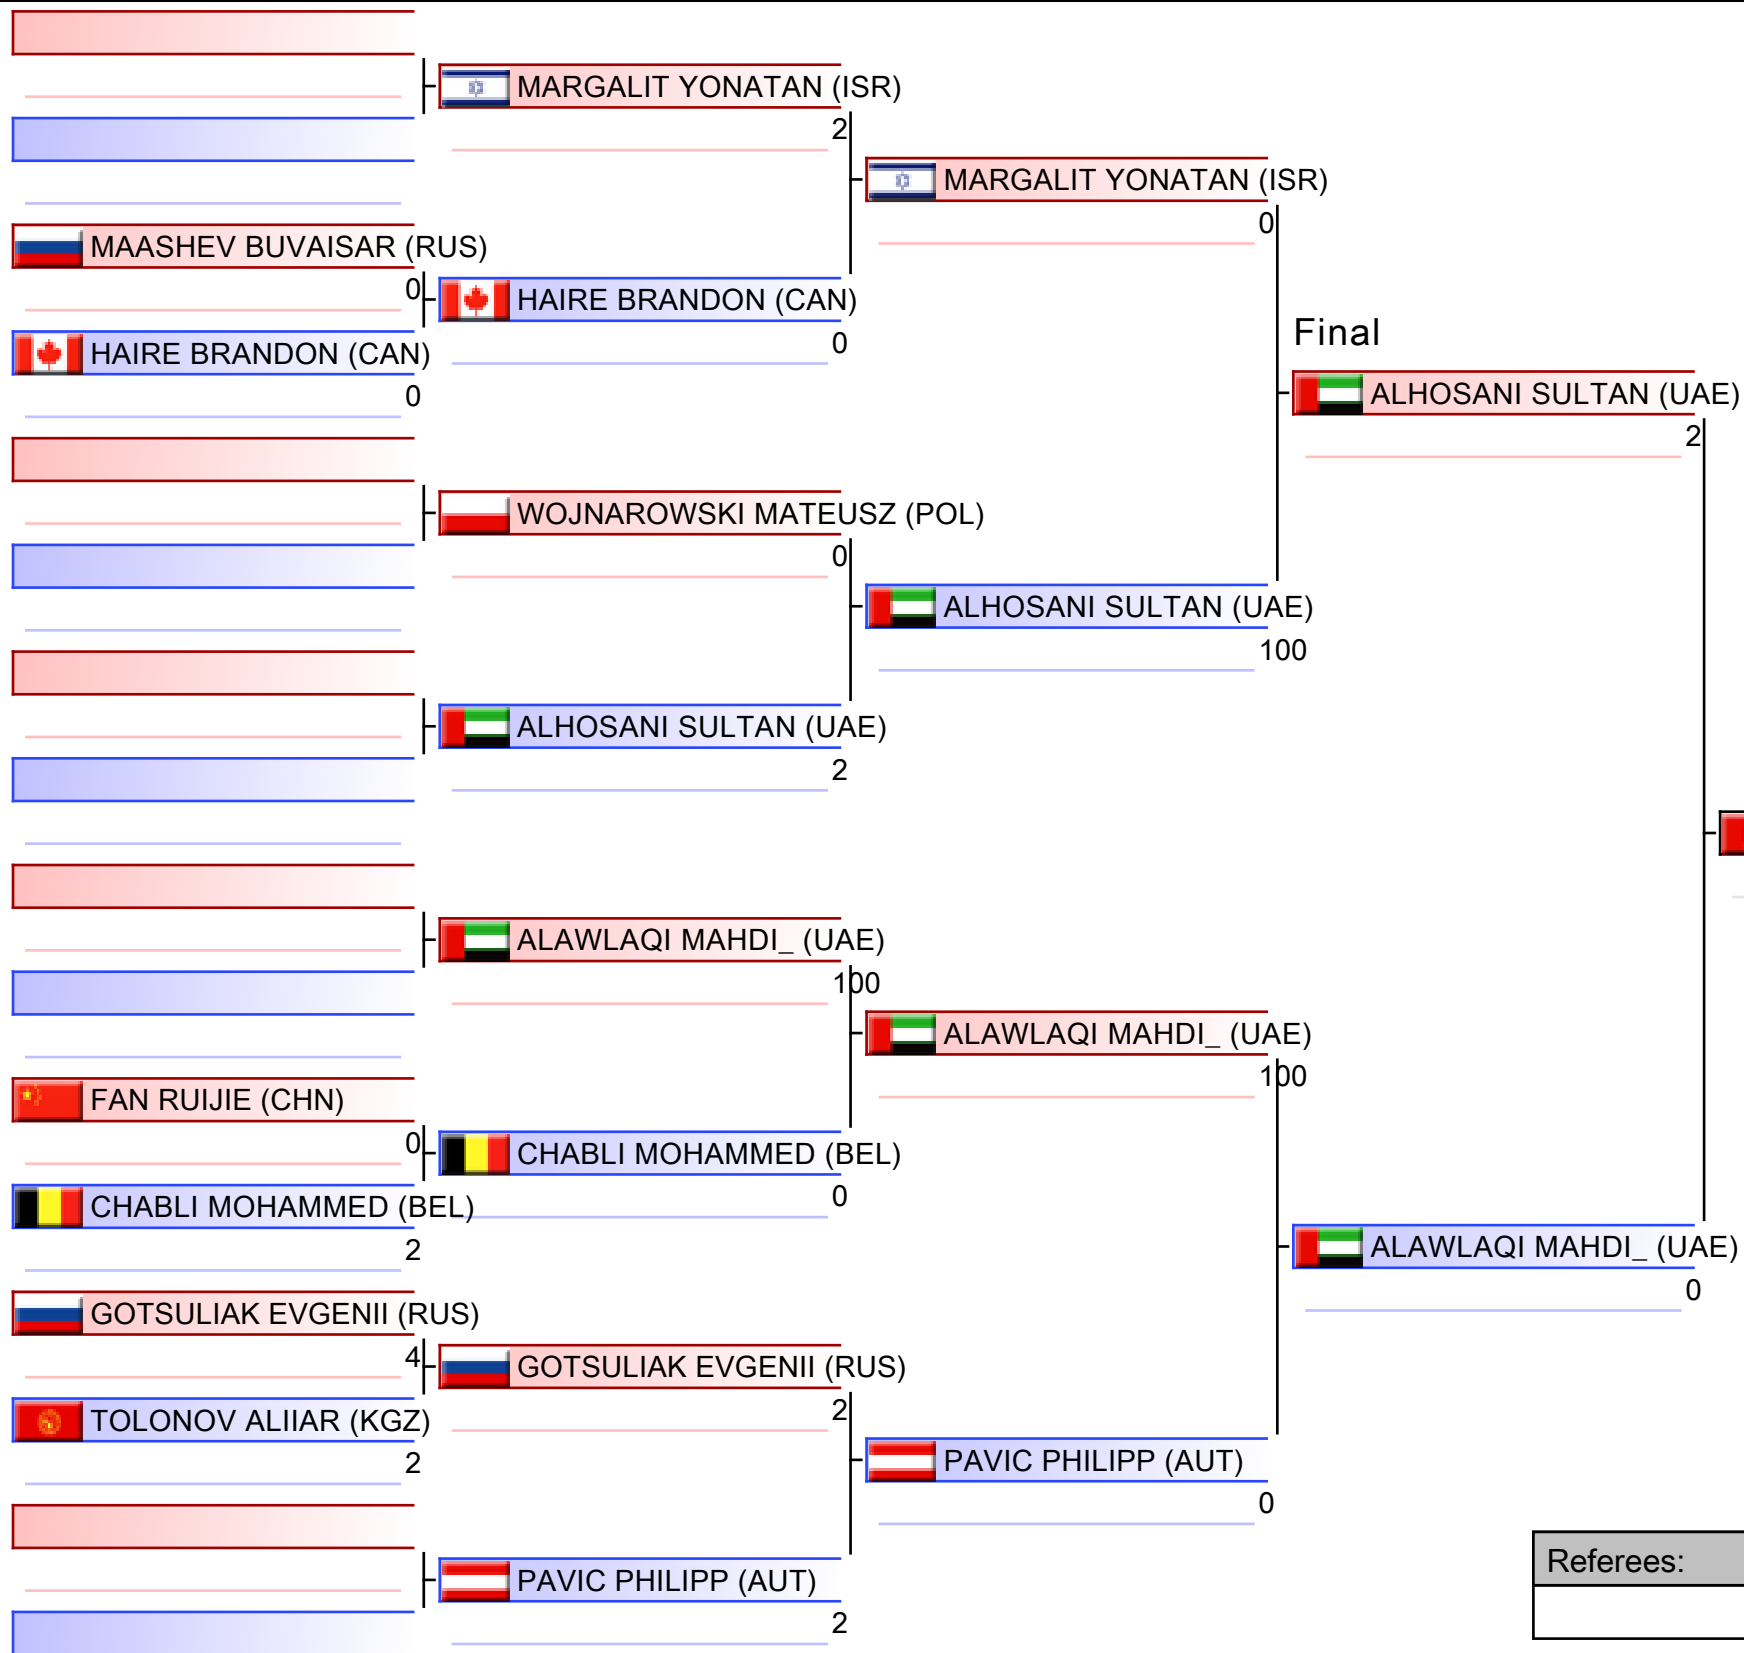 MARGALIT YONATAN (ISR)
2
MARGALIT YONATAN (ISR)
0
MAASHEV BUVAISAR (RUS)
0
HAIRE BRANDON (CAN)
0
HAIRE BRANDON (CAN)
0
Final
ALHOSANI SULTAN (UAE)
2
WOJNAROWSKI MATEUSZ (POL)
0
ALHOSANI SULTAN (UAE)
100
ALHOSANI SULTAN (UAE)
2
ALAWLAQI MAHDI_ (UAE)
100
ALAWLAQI MAHDI_ (UAE)
100
FAN RUIJIE (CHN)
0
CHABLI MOHAMMED (BEL)
0
CHABLI MOHAMMED (BEL)
2
ALAWLAQI MAHDI_ (UAE)
0
GOTSULIAK EVGENII (RUS)
4
GOTSULIAK EVGENII (RUS)
2
TOLONOV ALIIAR (KGZ)
2
PAVIC PHILIPP (AUT)
0
PAVIC PHILIPP (AUT)
2
Referees: